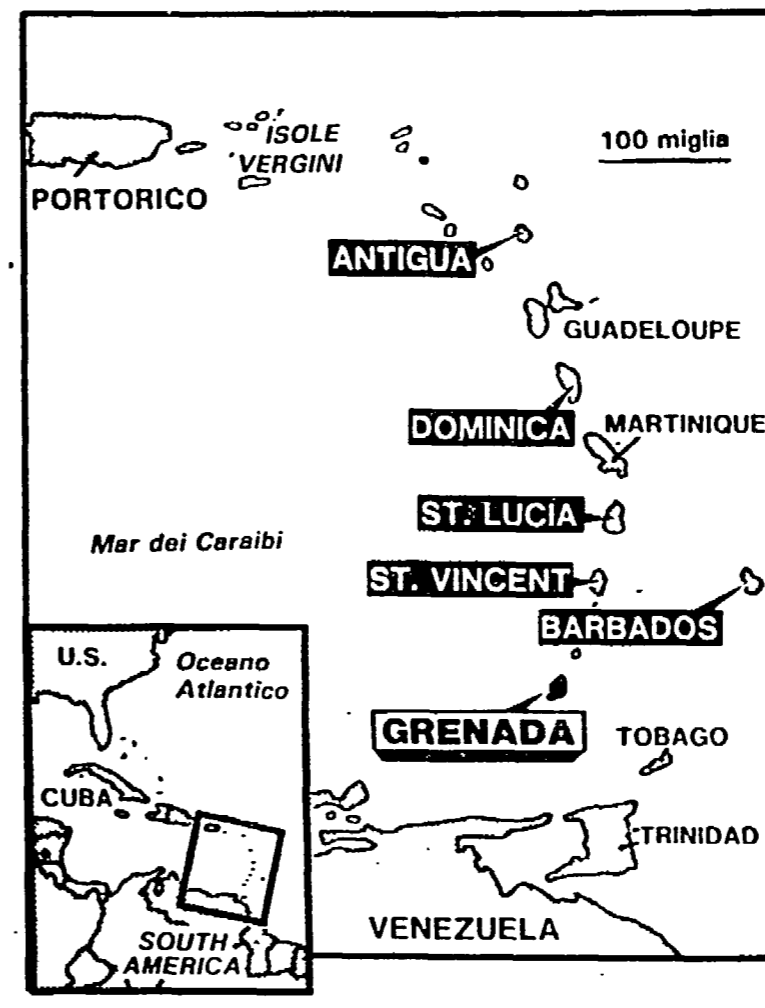 ISOLE
VERGINI
100 miglia
PORTORICO
ANTIGUA
GUADELOUPE
DOMINICA
MARTINIQUE
ST. LUCIA
Mar dei Caraibi
ST. VINCENT
BARBADOS
GRENADA
TOBAGO
TRINIDAD
VENEZUELA
U.S.
Oceano
Atlantico
CUBA
SOUTH
AMERICA